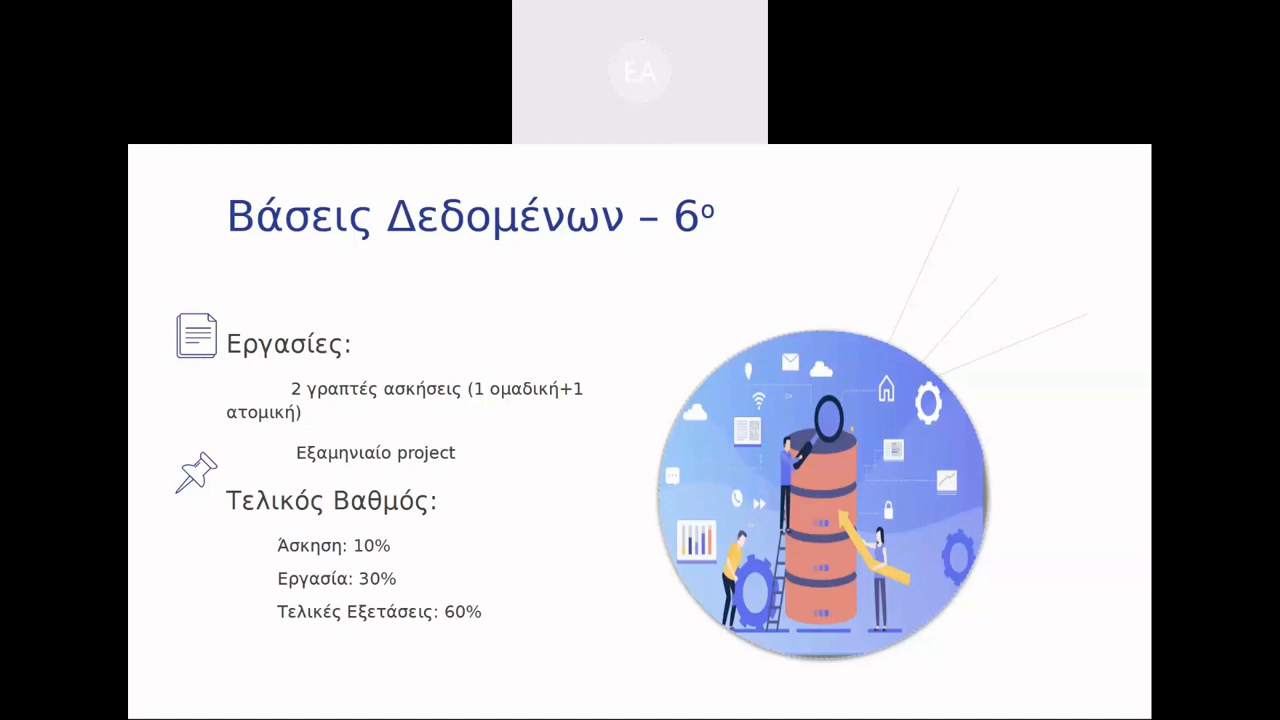 EA
Βάσεις Δεδομένων – 6ο
Εργασίες:
2 γραπτές ασκήσεις (1 ομαδική+1
ατομική)
Εξαμηνιαίο project
Τελικός Βαθμός:
Άσκηση: 10%
Εργασία: 30%
Τελικές Εξετάσεις: 60%